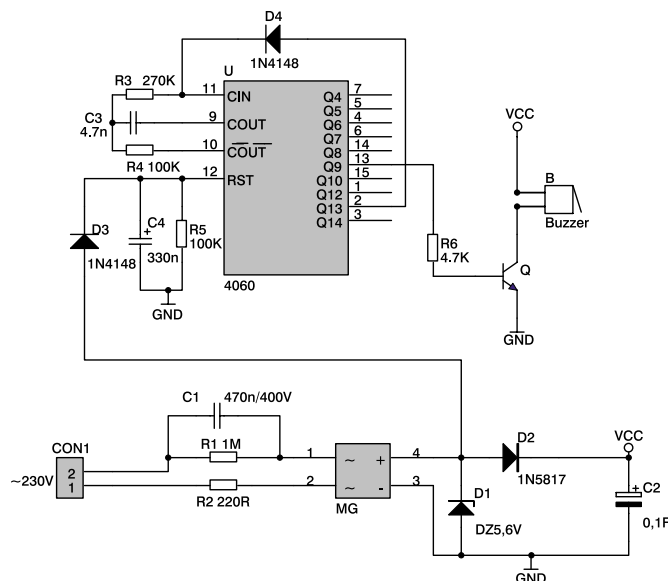 D4
1N4148
U
R3 270K
11
CIN
Q4
7
Q5
5
C3
4.7n
9
COUT
Q6
4
Q7
6
10
COUT
Q8
14
R4 100K
Q9
13
12
RST
Q10
15
Q12
1
Q13
2
Q14
3
VCC
B
Buzzer
D3
1N4148
C4
+
330n
R5
100K
4060
GND
R6
4.7K
Q
GND
C1
470n/400V
CON1
2
1
~230V
R1 1M
1
~
+
4
R2 220R
2
~
-
3
MG
D2
1N5817
VCC
D1
DZ5,6V
+
C2
0,1F
GND